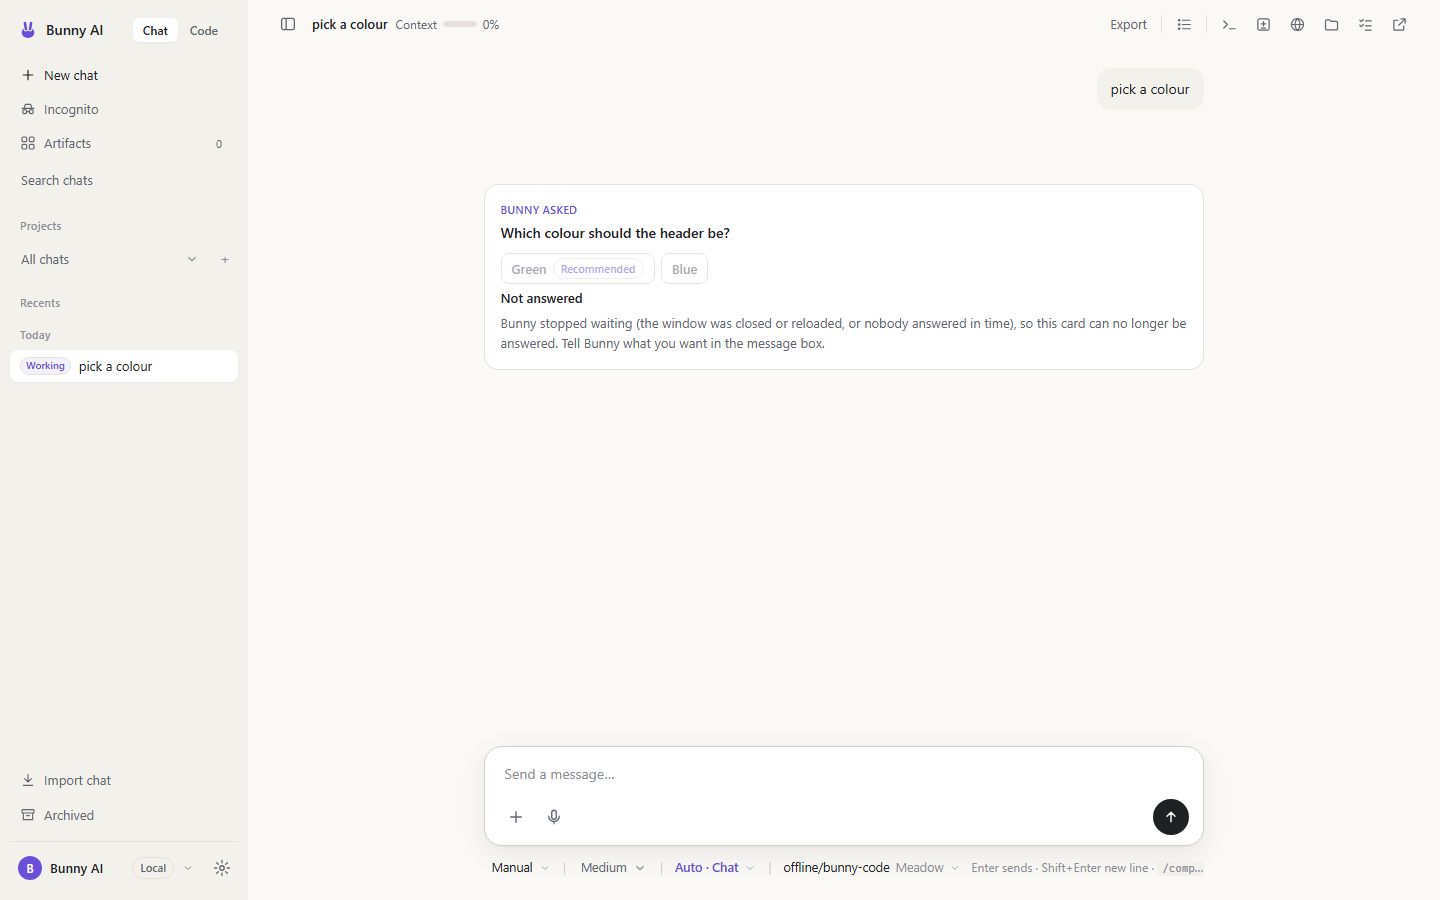 Bunny AI
Chat
Code
New chat
Incognito
Artifacts
0
Search chats
Projects
All chats
+
Recents
Today
Working
pick a colour
Import chat
Archived
B
Bunny AI
Local
pick a colour
Context
0%
Export
pick a colour
BUNNY ASKED
Which colour should the header be?
Green
Recommended
Blue
Not answered
Bunny stopped waiting (the window was closed or reloaded, or nobody answered in time), so this card can no longer be
answered. Tell Bunny what you want in the message box.
Send a message...
Manual
Medium
Auto · Chat
offline/bunny-code
Meadow
Enter sends · Shift+Enter new line · /comp...